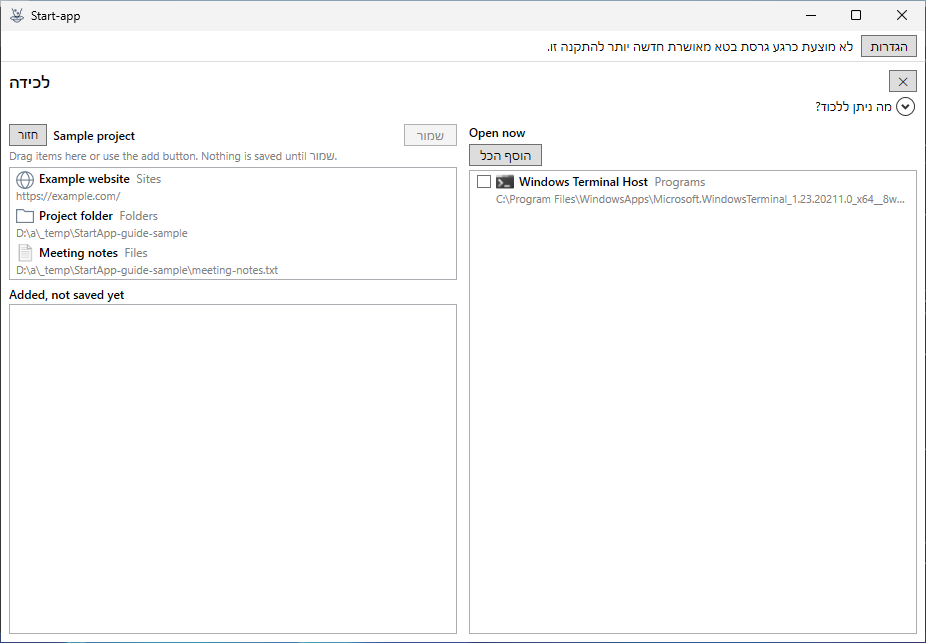 Start-app
לא מוצעת כרגע גרסת בטא מאושרת חדשה יותר להתקנה זו.
הגדרות
לכידה
מה ניתן ללכוד?
חזור
Sample project
שמור
Drag items here or use the add button. Nothing is saved until שמור.
Example website Sites
https://example.com/
Project folder Folders
D:\a\_temp\StartApp-guide-sample
Meeting notes Files
D:\a\_temp\StartApp-guide-sample\meeting-notes.txt
Added, not saved yet
Open now
הוסף הכל
Windows Terminal Host Programs
C:\Program Files\WindowsApps\Microsoft.WindowsTerminal_1.23.20211.0_x64__8w...